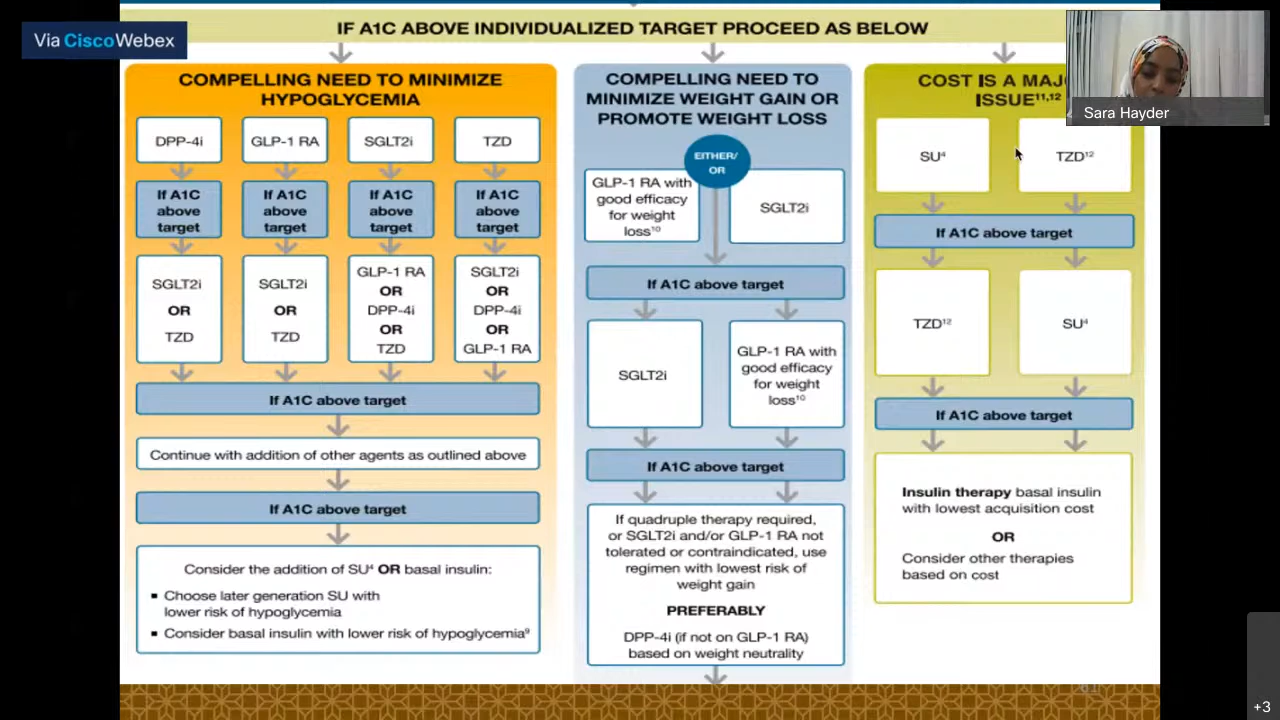 Via Cisco Webex
IF A1C ABOVE INDIVIDUALIZED TARGET PROCEED AS BELOW
Sara Hayder
COMPELLING NEED TO MINIMIZE
HYPOGLYCEMIA
DPP-4i
GLP-1 RA
SGLT2i
TZD
If A1C
above
target
If A1C
above
target
If A1C
above
target
If A1C
above
target
SGLT2i
OR
TZD
SGLT2i
OR
TZD
GLP-1 RA
OR
DPP-4i
OR
TZD
SGLT2i
OR
DPP-4i
OR
GLP-1 RA
If A1C above target
Continue with addition of other agents as outlined above
If A1C above target
Consider the addition of SU⁴ OR basal insulin:
▪ Choose later generation SU with
lower risk of hypoglycemia
▪ Consider basal insulin with lower risk of hypoglycemia⁹
COMPELLING NEED TO
MINIMIZE WEIGHT GAIN OR
PROMOTE WEIGHT LOSS
EITHER/
OR
GLP-1 RA with
good efficacy
for weight
loss¹⁰
SGLT2i
If A1C above target
SGLT2i
GLP-1 RA with
good efficacy
for weight
loss¹⁰
If A1C above target
If quadruple therapy required,
or SGLT2i and/or GLP-1 RA not
tolerated or contraindicated, use
regimen with lowest risk of
weight gain
PREFERABLY
DPP-4i (if not on GLP-1 RA)
based on weight neutrality
COST IS A MAJ
ISSUE¹¹,¹²
SU⁴
TZD¹²
If A1C above target
TZD¹²
SU⁴
If A1C above target
Insulin therapy basal insulin
with lowest acquisition cost
OR
Consider other therapies
based on cost
61
+3